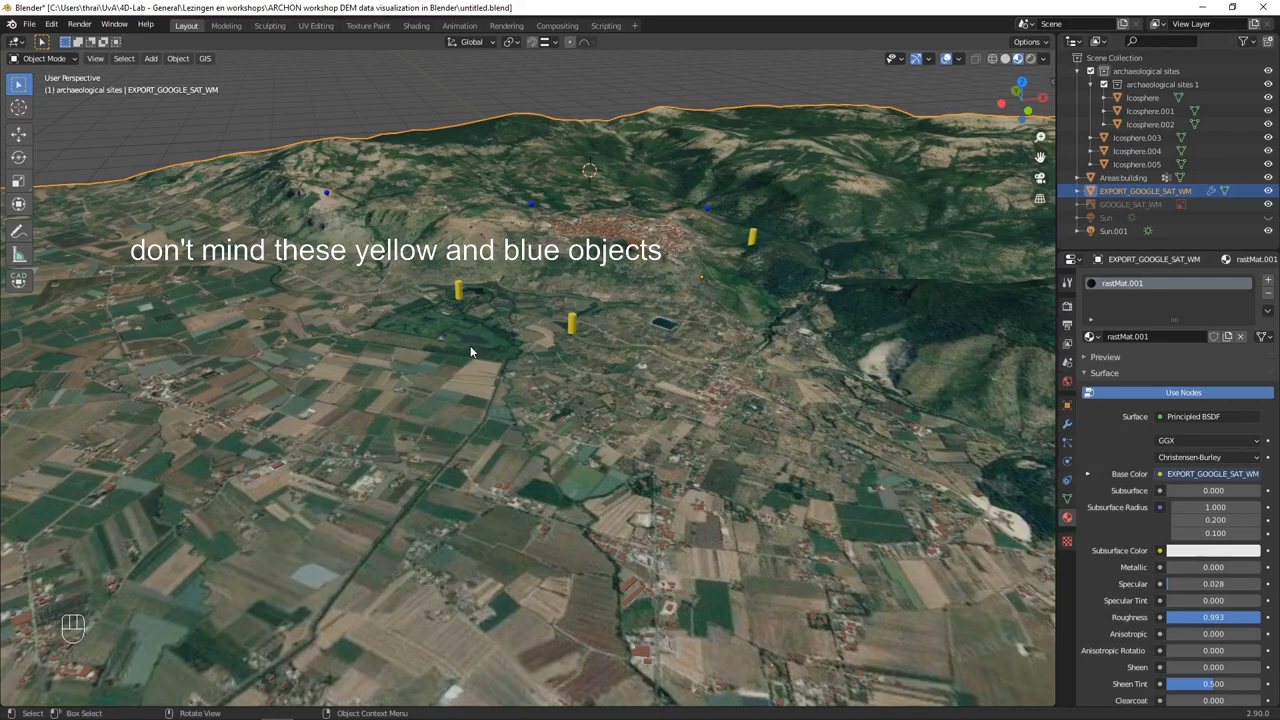 Blender* [C:\Users\thrai\UvA\4D-Lab - General\Lezingen en workshops\ARCHON workshop DEM data visualization in Blender\untitled.blend]
File Edit Render Window Help Layout Modeling Sculpting UV Editing Texture Paint Shading Animation Rendering Compositing Scripting + Scene View Layer
Global Options
Object Mode View Select Add Object GIS
User Perspective
(1) archaeological sites | EXPORT_GOOGLE_SAT_WM
don't mind these yellow and blue objects
CAD
Scene Collection
archaeological sites
archaeological sites 1
Icosphere
Icosphere.001
Icosphere.002
Icosphere.003
Icosphere.004
Icosphere.005
Areas:building
EXPORT_GOOGLE_SAT_WM
GOOGLE_SAT_WM
Sun
Sun.001
EXPORT_GOOGLE_SAT_WM rastMat.001
rastMat.001
rastMat.001
Preview
Surface
Use Nodes
Surface Principled BSDF
GGX
Christensen-Burley
Base Color EXPORT_GOOGLE_SAT_WM
Subsurface 0.000
Subsurface Radius 1.000
0.200
0.100
Subsurface Color
Metallic 0.000
Specular 0.028
Specular Tint 0.000
Roughness 0.993
Anisotropic 0.000
Anisotropic Rotatio 0.000
Sheen 0.000
Sheen Tint 0.500
Clearcoat 0.000
Select Box Select Rotate View Object Context Menu 2.90.0